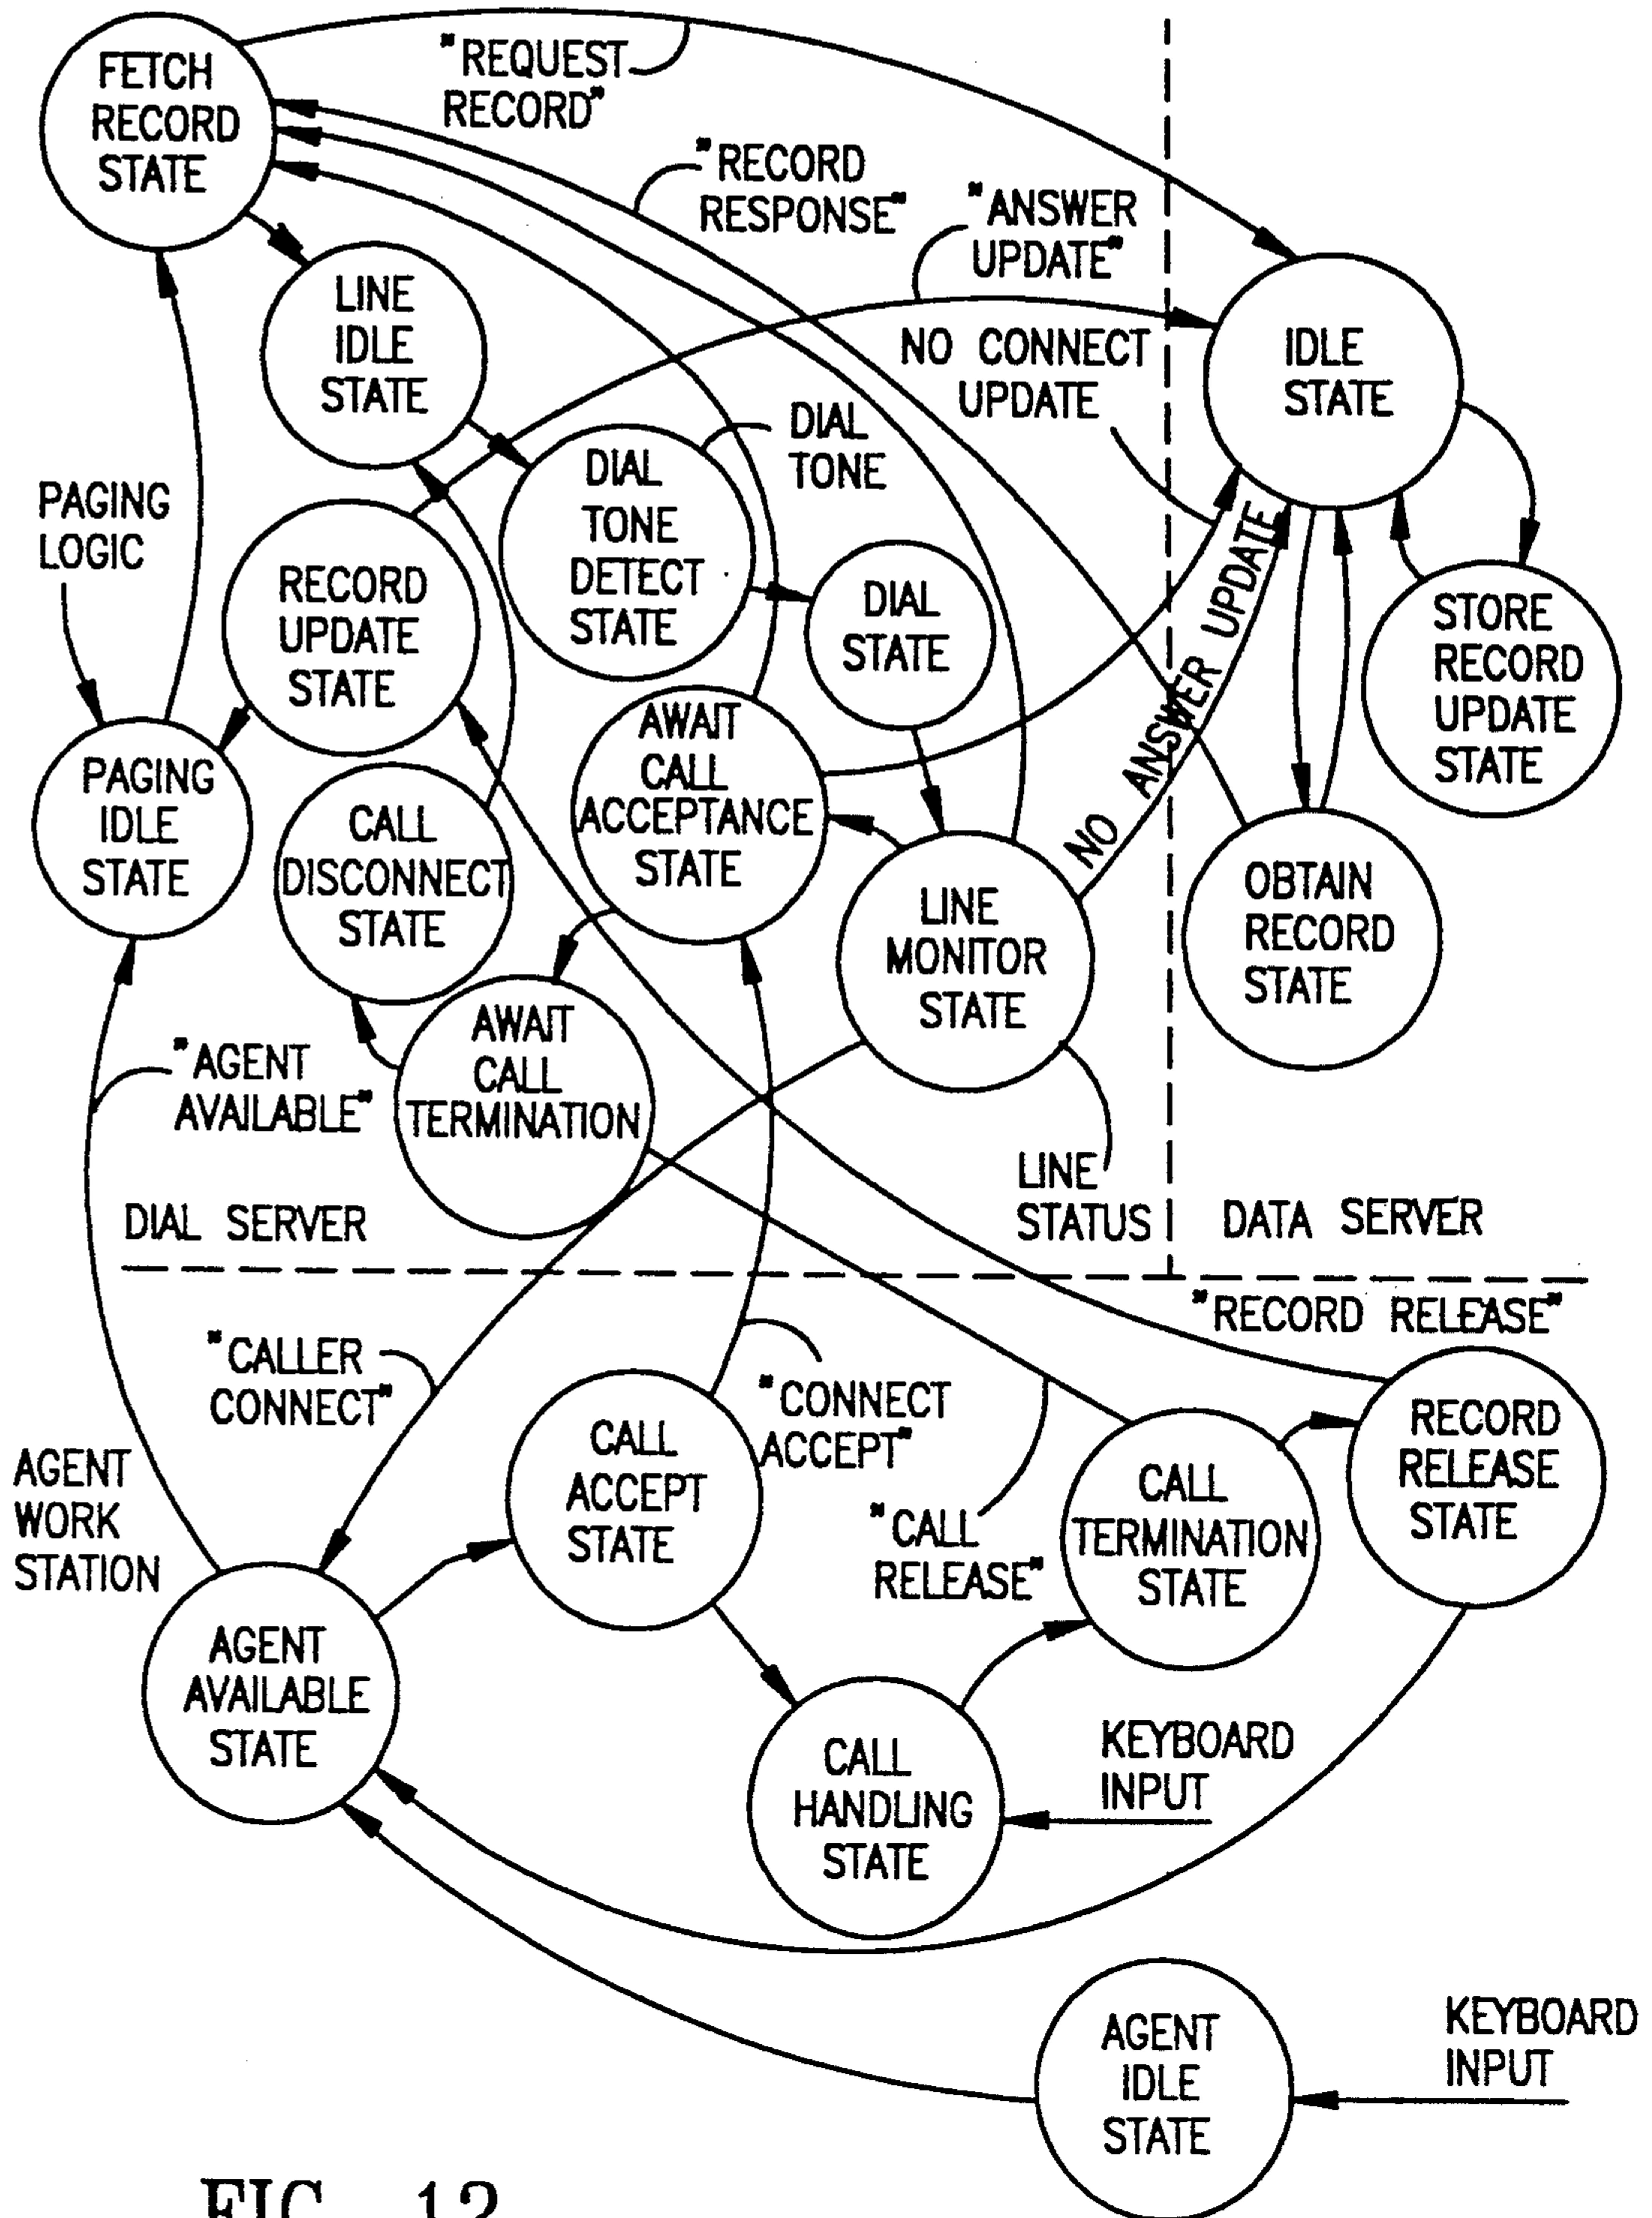 FETCH
RECORD
STATE
"REQUEST
RECORD"
"RECORD
RESPONSE"
"ANSWER
UPDATE"
LINE
IDLE
STATE
NO CONNECT
UPDATE
IDLE
STATE
DIAL
TONE
DIAL
TONE
DETECT
STATE
PAGING
LOGIC
RECORD
UPDATE
STATE
DIAL
STATE
NO ANSWER UPDATE
STORE
RECORD
UPDATE
STATE
PAGING
IDLE
STATE
CALL
DISCONNECT
STATE
AWAIT
CALL
ACCEPTANCE
STATE
LINE
MONITOR
STATE
OBTAIN
RECORD
STATE
"AGENT
AVAILABLE"
AWAIT
CALL
TERMINATION
LINE
STATUS
DIAL SERVER
DATA SERVER
"RECORD RELEASE"
"CALLER
CONNECT"
"CONNECT
ACCEPT"
CALL
ACCEPT
STATE
AGENT
WORK
STATION
"CALL
RELEASE"
CALL
TERMINATION
STATE
RECORD
RELEASE
STATE
AGENT
AVAILABLE
STATE
CALL
HANDLING
STATE
KEYBOARD
INPUT
AGENT
IDLE
STATE
KEYBOARD
INPUT
FIG. 12